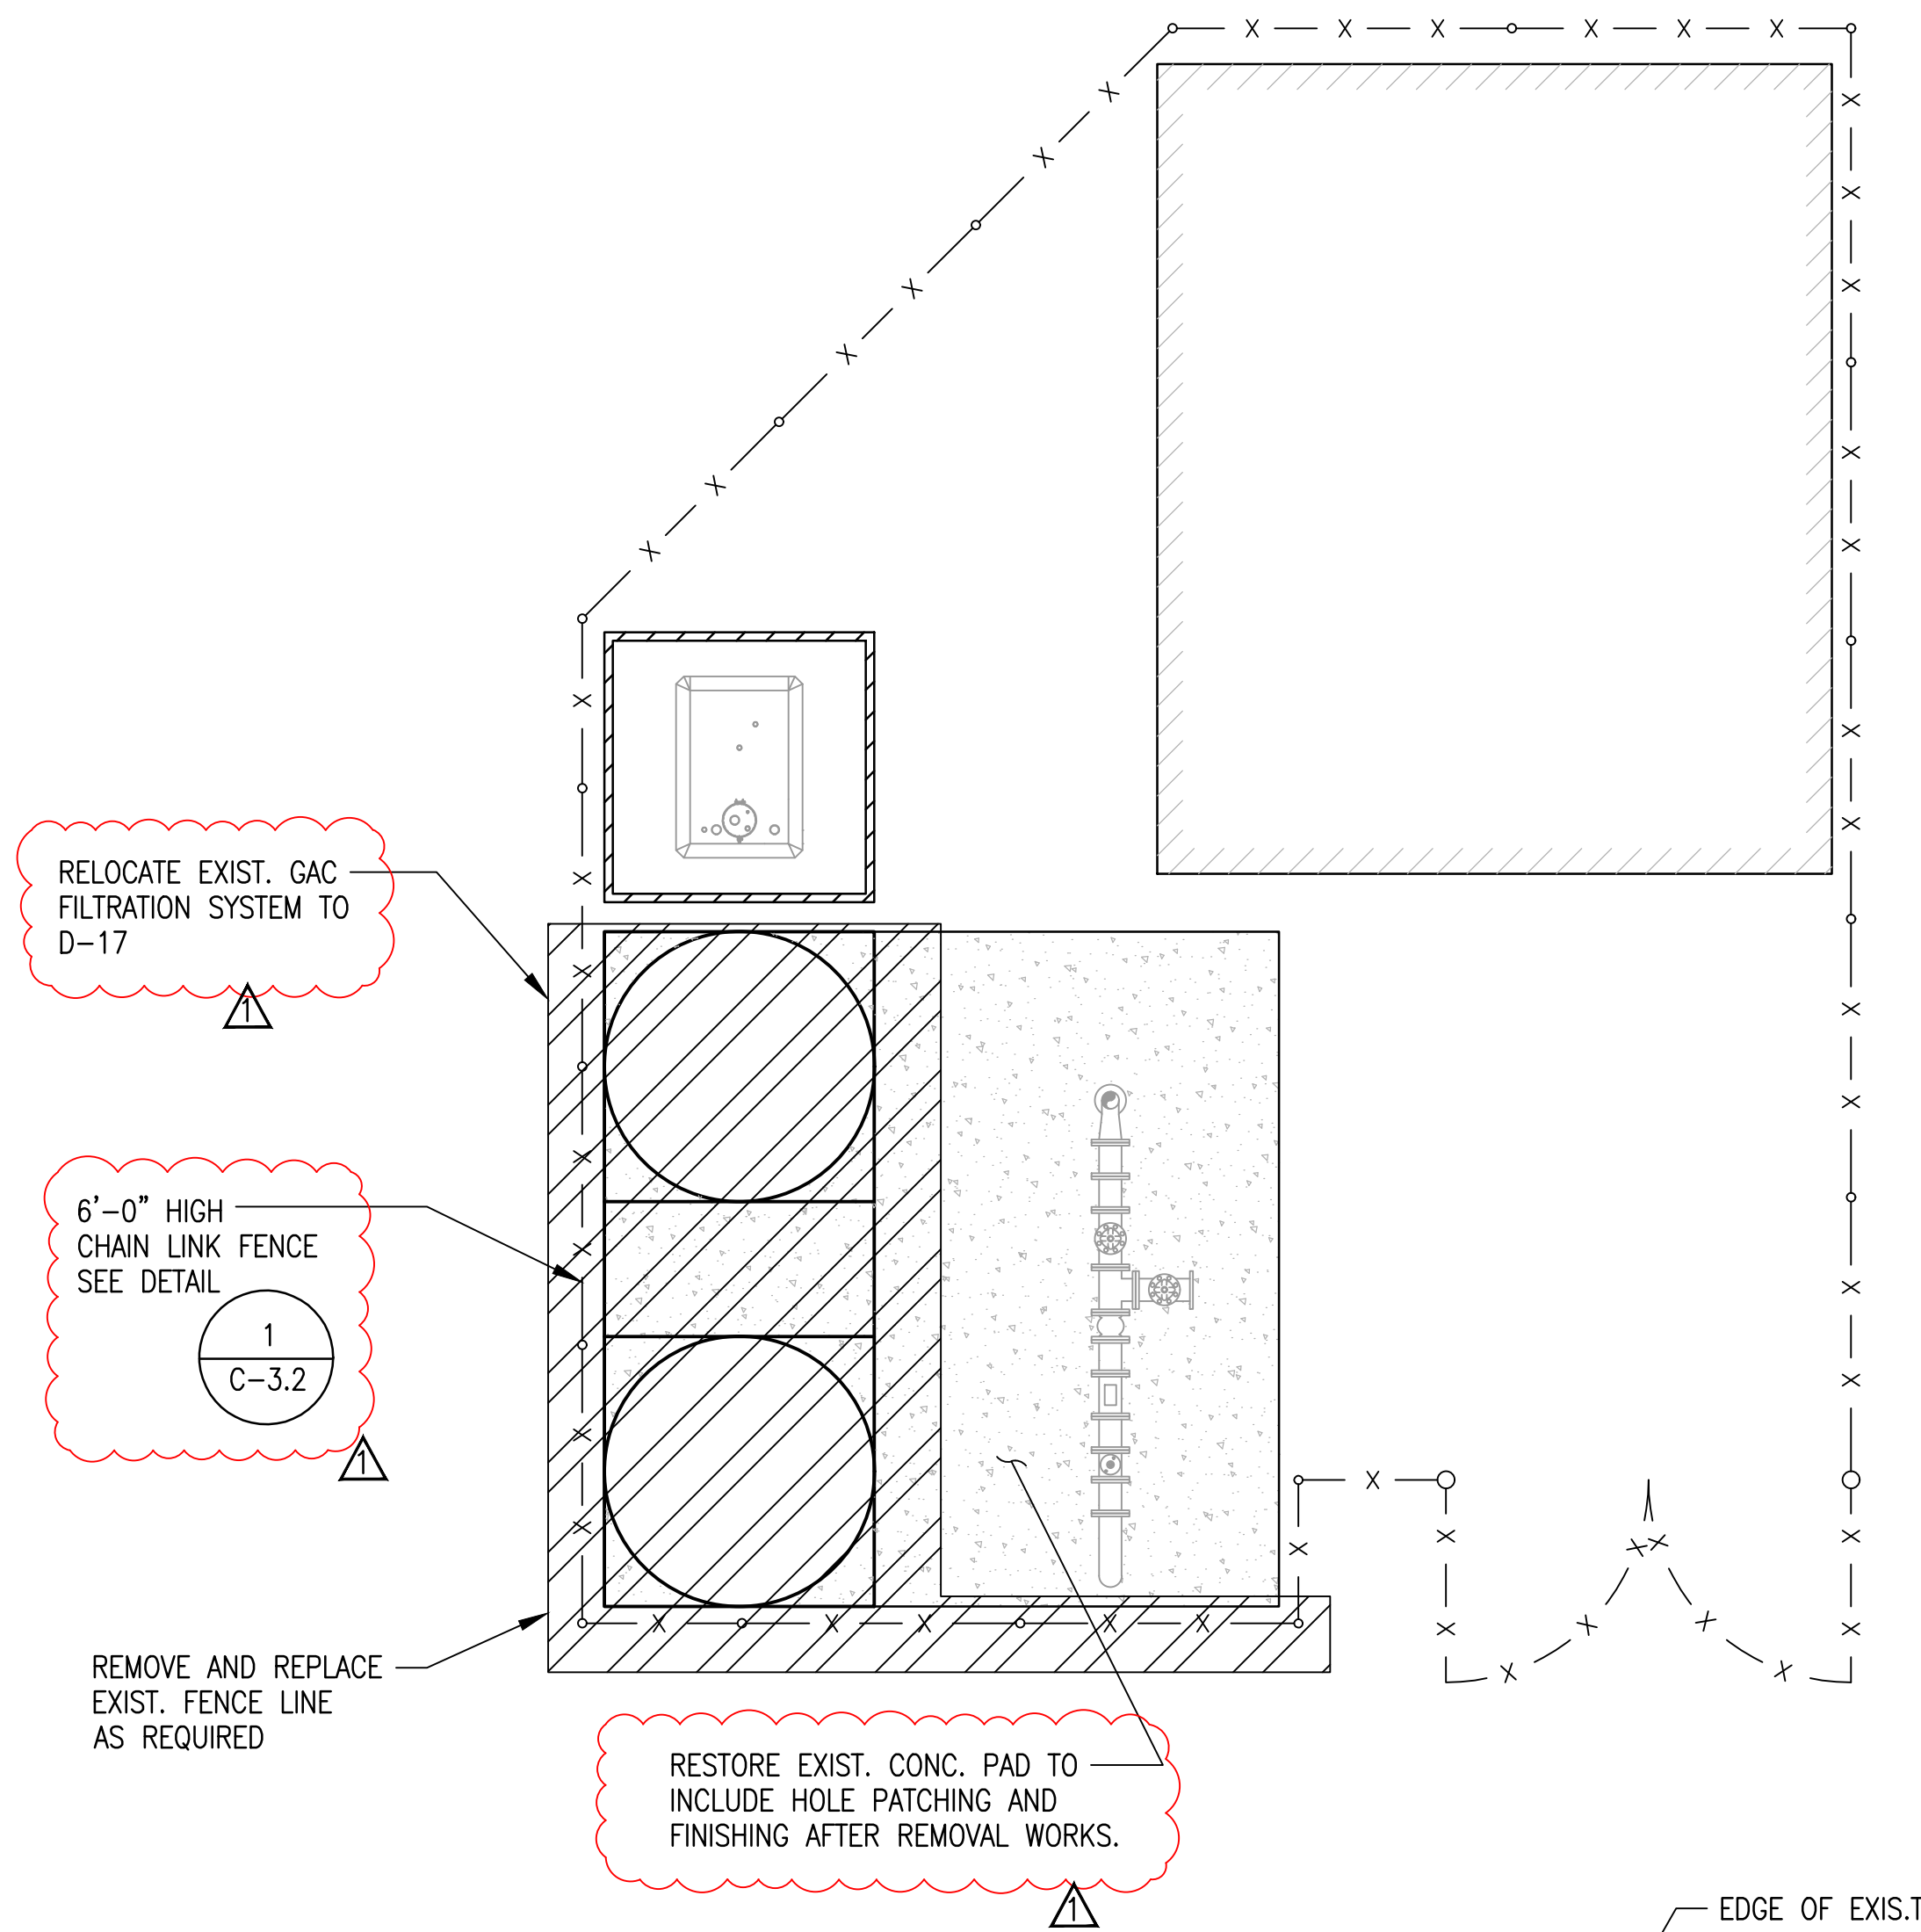 RELOCATE EXIST. GAC
FILTRATION SYSTEM TO
D-17
1
6'-0" HIGH
CHAIN LINK FENCE
SEE DETAIL
1
C-3.2
1
REMOVE AND REPLACE
EXIST. FENCE LINE
AS REQUIRED
RESTORE EXIST. CONC. PAD TO
INCLUDE HOLE PATCHING AND
FINISHING AFTER REMOVAL WORKS.
1
EDGE OF EXIS.T